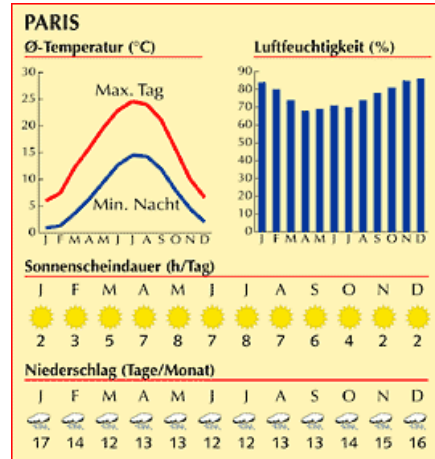 PARIS
Ø-Temperatur (°C)
30
25
20
15
10
5
0
Max. Tag
Min. Nacht
J F M A M J J A S O N D
Luftfeuchtigkeit (%)
90
80
70
60
50
40
30
20
10
0
J F M A M J J A S O N D
Sonnenscheindauer (h/Tag)
J F M A M J J A S O N D
2 3 5 7 8 7 8 7 6 4 2 2
Niederschlag (Tage/Monat)
J F M A M J J A S O N D
17 14 12 13 13 12 12 13 13 14 15 16